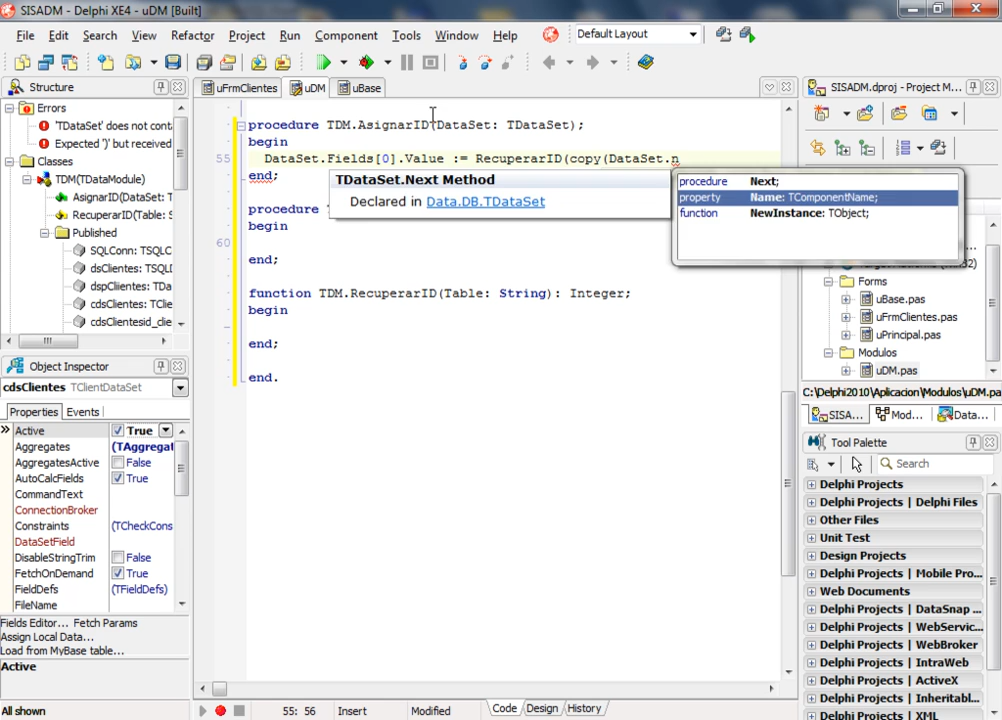 SISADM - Delphi XE4 - uDM [Built]
File Edit Search View Refactor Project Run Component Tools Window Help
Default Layout
Structure
Errors
'TDataSet' does not cont
Expected ')' but received
Classes
TDM(TDataModule)
AsignarID(DataSet:
RecuperarID(Table: S
Published
SQLConn: TSQLC
dsClientes: TSQLD
dspClientes: TDa
cdsClientes: TClie
cdsClientesid_clie
Object Inspector
cdsClientes TClientDataSet
Properties Events
Active True
Aggregates (TAggregat
AggregatesActive False
AutoCalcFields True
CommandText
ConnectionBroker
Constraints (TCheckCons
DataSetField
DisableStringTrim False
FetchOnDemand True
FieldDefs (TFieldDefs)
FileName
Fields Editor... Fetch Params
Assign Local Data...
Load from MyBase table...
Active
All shown
uFrmClientes uDM uBase
procedure TDM.AsignarID(DataSet: TDataSet);
begin
55 DataSet.Fields[0].Value := RecuperarID(copy(DataSet.n
end;
TDataSet.Next Method
Declared in Data.DB.TDataSet
procedure Next;
property Name: TComponentName;
function NewInstance: TObject;
begin
60
end;
function TDM.RecuperarID(Table: String): Integer;
begin
end;
end.
55: 56 Insert Modified Code Design History
SISADM.dproj - Project M...
Forms
uBase.pas
uFrmClientes.pas
uPrincipal.pas
Modulos
uDM.pas
C:\Delphi2010\Aplicacion\Modulos\uDM.pa
SISA... Mod... Data...
Tool Palette
Search
Delphi Projects
Delphi Projects | Delphi Files
Other Files
Unit Test
Design Projects
Delphi Projects | Mobile Pro...
Web Documents
Delphi Projects | DataSnap ...
Delphi Projects | WebServic...
Delphi Projects | WebBroker
Delphi Projects | IntraWeb
Delphi Projects | ActiveX
Delphi Projects | Inheritabl...
Delphi Projects | XML